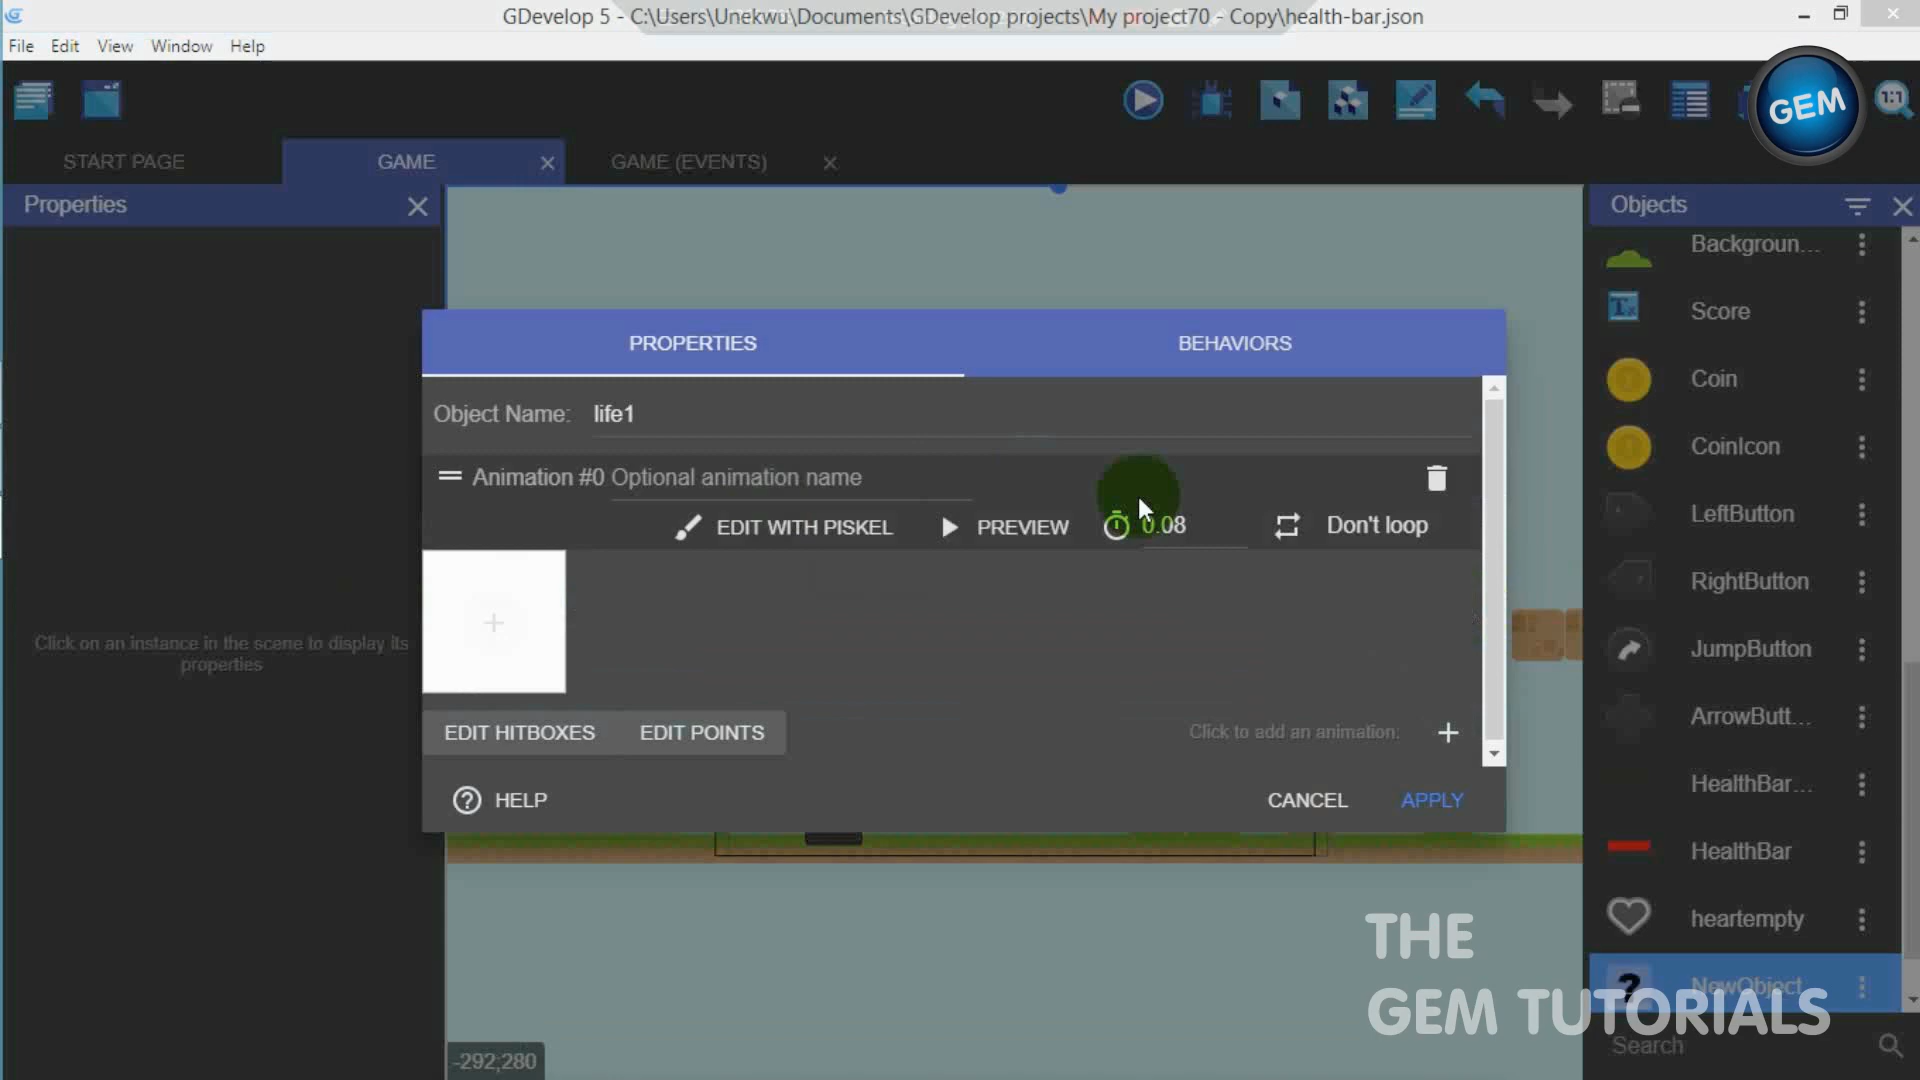 GDevelop 5 - C:\Users\Unekwu\Documents\GDevelop projects\My project70 - Copy\health-bar.json
File Edit View Window Help
GEM
1:1
START PAGE GAME GAME (EVENTS)
Properties
Objects
Backgroun...
Score
Coin
CoinIcon
LeftButton
RightButton
JumpButton
ArrowButt...
HealthBar...
HealthBar
heartempty
NewObject
Search
Click on an instance in the scene to display its
properties
PROPERTIES BEHAVIORS
Object Name: life1
Animation #0 Optional animation name
EDIT WITH PISKEL PREVIEW 0.08 Don't loop
EDIT HITBOXES EDIT POINTS Click to add an animation:
HELP CANCEL APPLY
-292;280
THE
GEM TUTORIALS